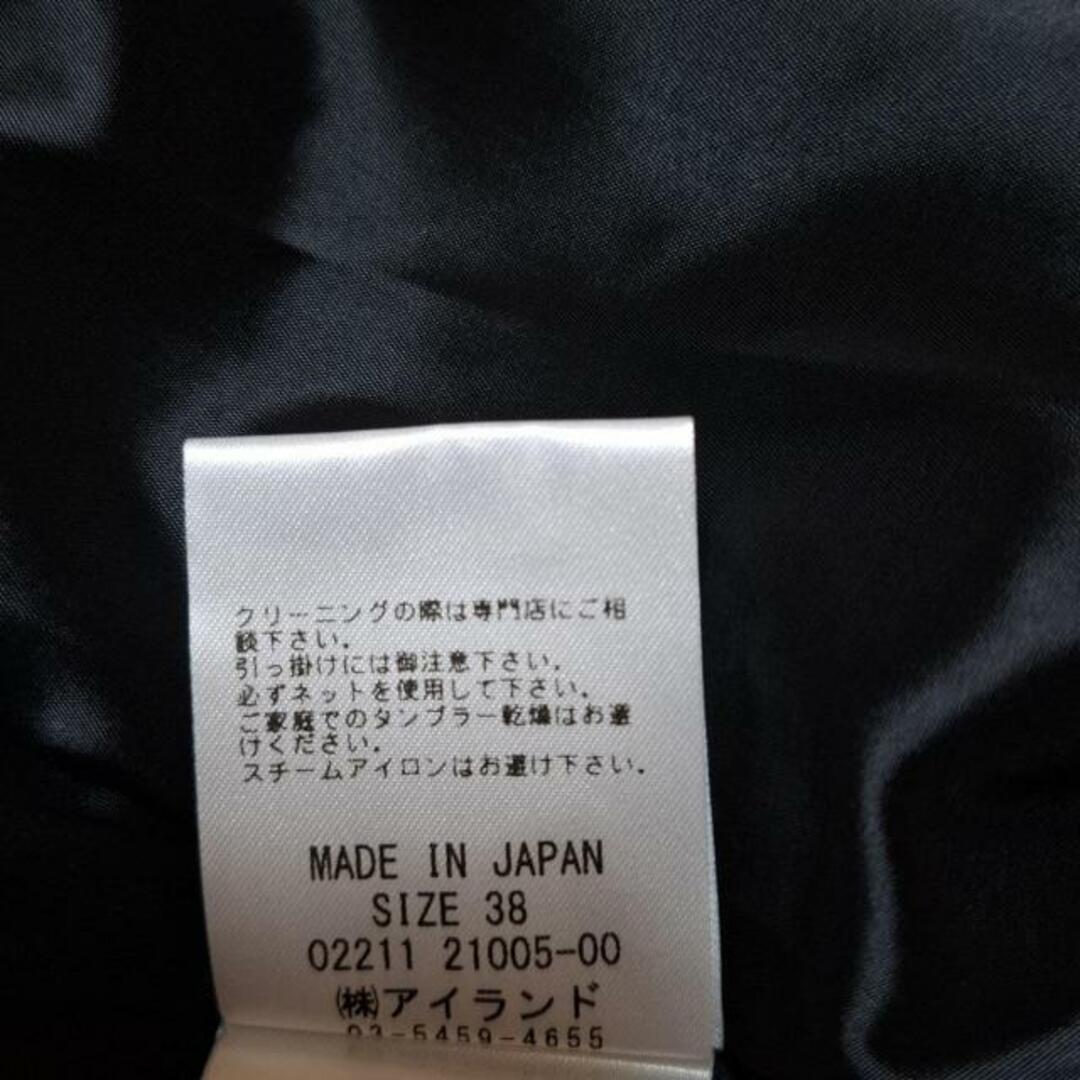 クリーニングの際は専門店にご相
談下さい.
引っ掛けには御注意下さい.
必ずネットを使用して下さい.
ご家庭でのタンブラー乾燥はお避
けください.
スチームアイロンはお避け下さい.
MADE IN JAPAN
SIZE 38
02211 21005-00
㈱アイランド
03-5459-4655